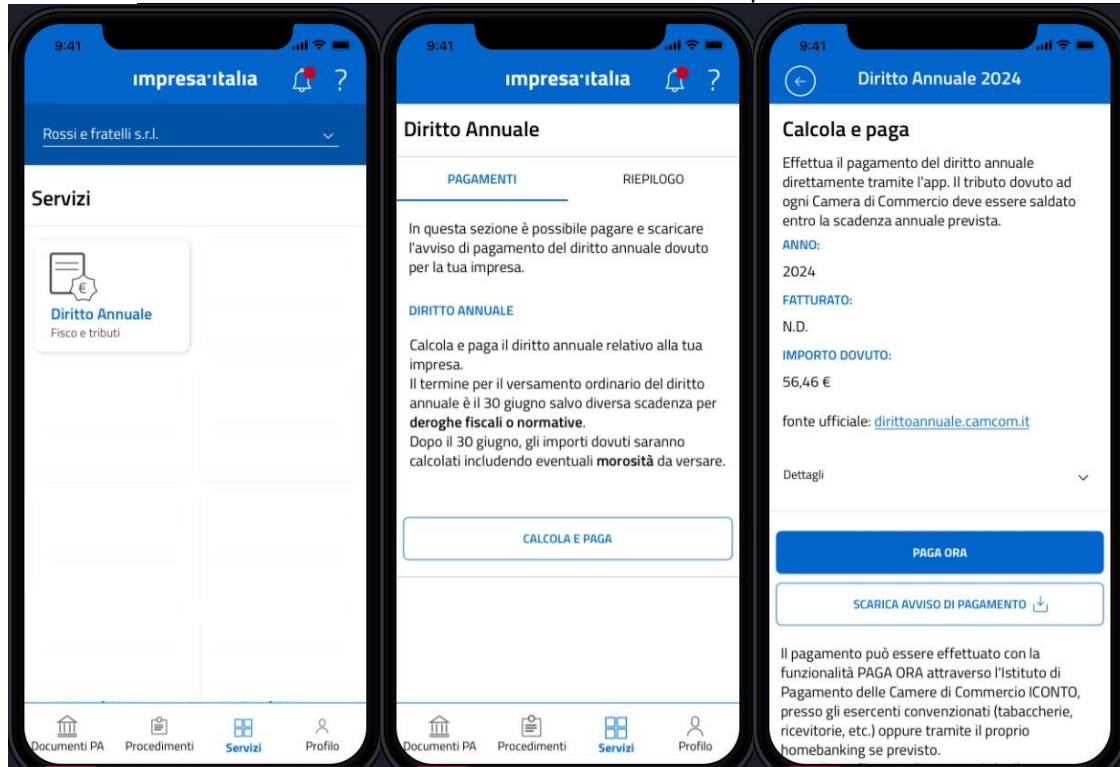 9:41
impresa italia
?
Rossi e fratelli s.r.l.
Servizi
€
Diritto Annuale
Fisco e tributi
Documenti PA
Procedimenti
Servizi
Profilo
9:41
impresa italia
?
Diritto Annuale
PAGAMENTI
RIEPILOGO
In questa sezione è possibile pagare e scaricare
l'avviso di pagamento del diritto annuale dovuto
per la tua impresa.
DIRITTO ANNUALE
Calcola e paga il diritto annuale relativo alla tua
impresa.
Il termine per il versamento ordinario del diritto
annuale è il 30 giugno salvo diversa scadenza per
deroghe fiscali o normative.
Dopo il 30 giugno, gli importi dovuti saranno
calcolati includendo eventuali morosità da versare.
CALCOLA E PAGA
Documenti PA
Procedimenti
Servizi
Profilo
9:41
Diritto Annuale 2024
Calcola e paga
Effettua il pagamento del diritto annuale
direttamente tramite l'app. Il tributo dovuto ad
ogni Camera di Commercio deve essere saldato
entro la scadenza annuale prevista.
ANNO:
2024
FATTURATO:
N.D.
IMPORTO DOVUTO:
56,46 €
fonte ufficiale: dirittoannuale.camcom.it
Dettagli
PAGA ORA
SCARICA AVVISO DI PAGAMENTO
Il pagamento può essere effettuato con la
funzionalità PAGA ORA attraverso l'Istituto di
Pagamento delle Camere di Commercio ICONTO,
presso gli esercenti convenzionati (tabaccherie,
ricevitorie, etc.) oppure tramite il proprio
homebanking se previsto.